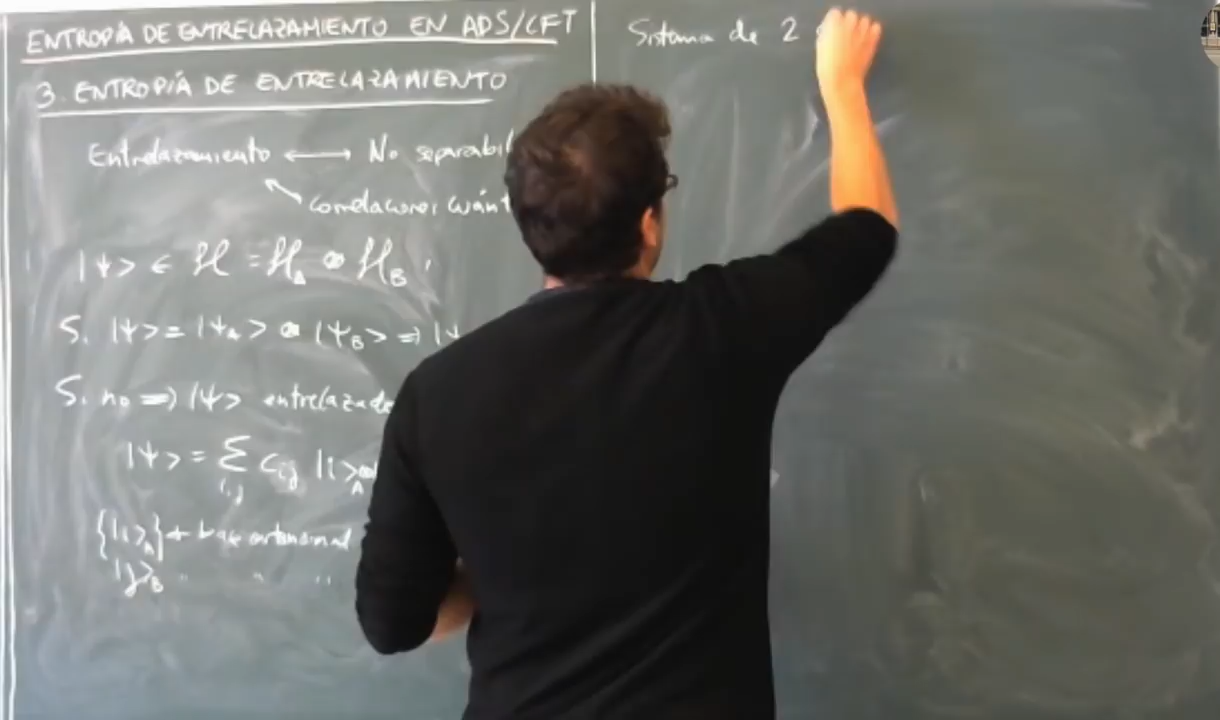 ENTROPÍA DE ENTRELAZAMIENTO EN ADS/CFT
3. ENTROPÍA DE ENTRELAZAMIENTO
Entrelazamiento ⟷ No separabil
correlaciones cuánt
|ψ> ∈ ℋ = ℋ_A ⊗ ℋ_B
Si |ψ> = |ψ_A> ⊗ |ψ_B> ⇒ |ψ
Si no ⇒ |ψ> entrelazado
|ψ> = Σ_{i,j} c_{ij} |i>_A ⊗
{|i>_A} → base ortonormal
|j>_B " " "
Sistema de 2